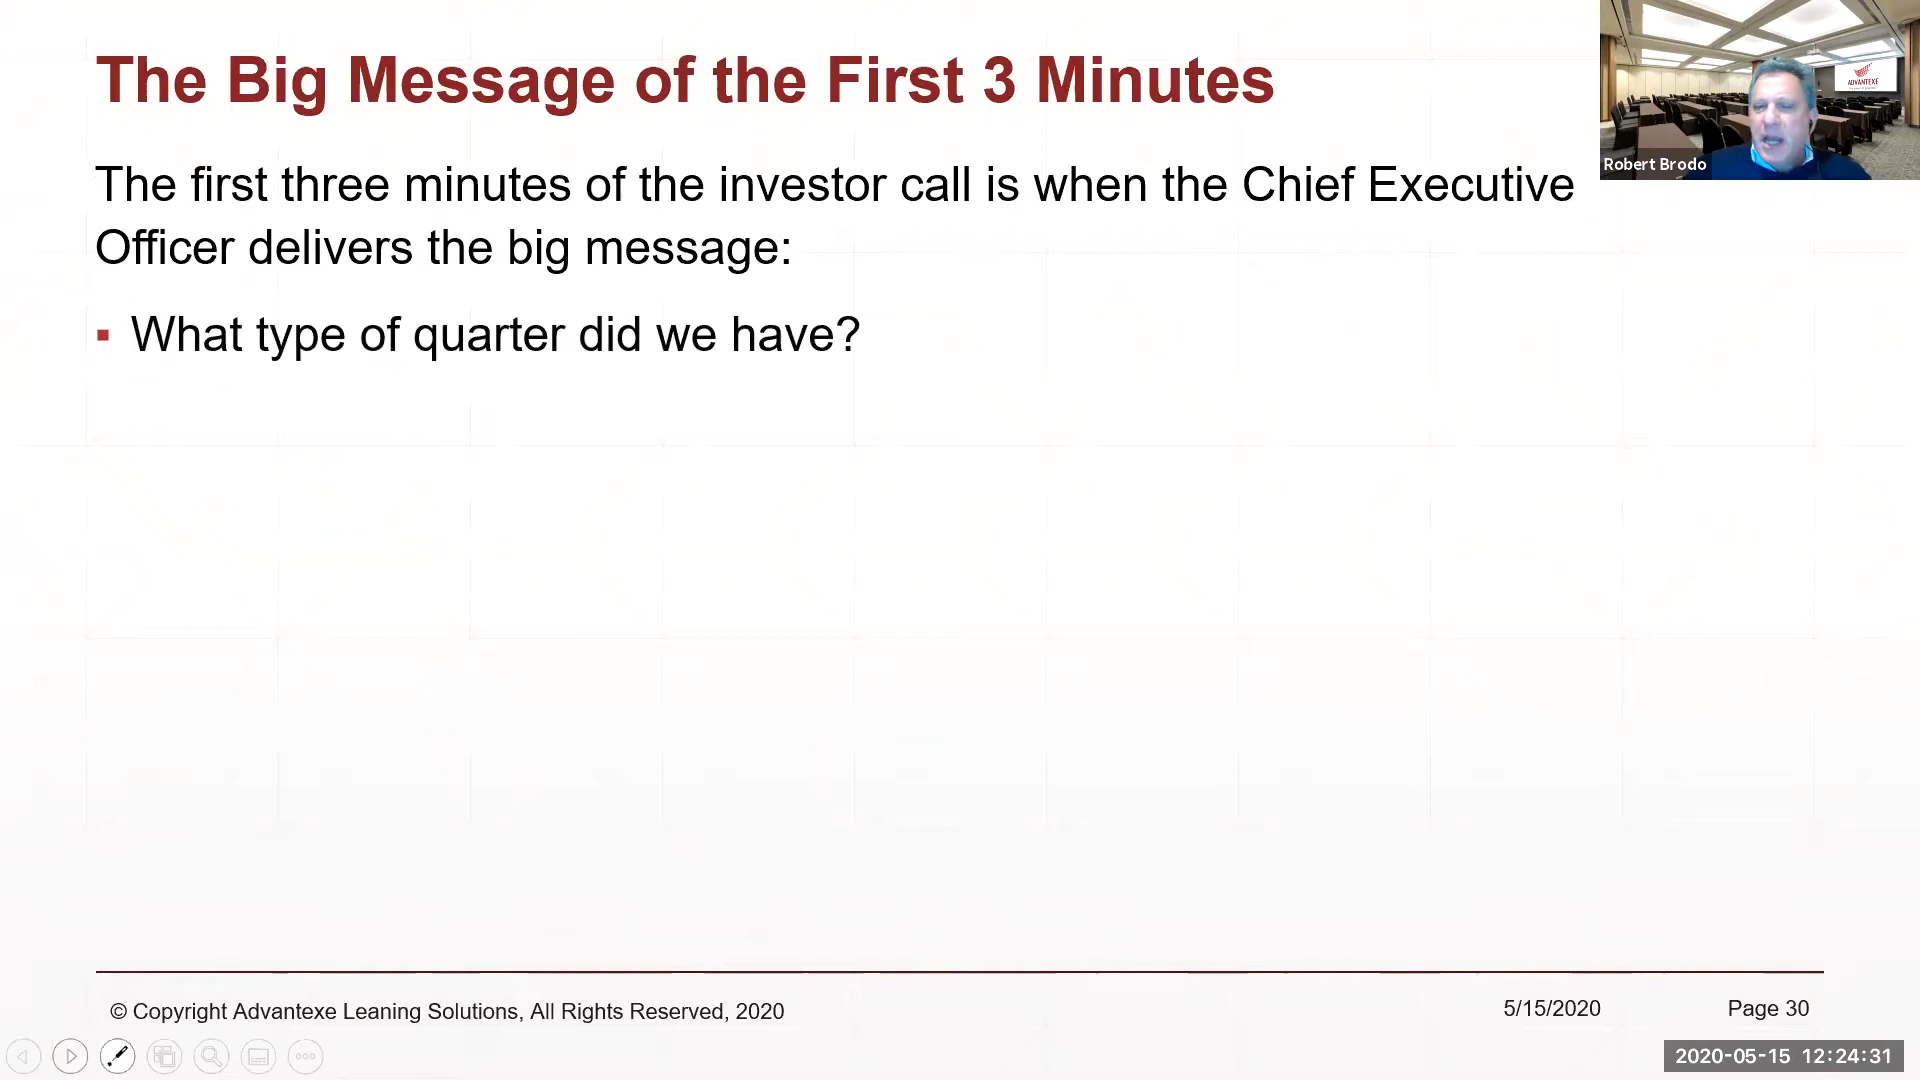 The Big Message of the First 3 Minutes
The first three minutes of the investor call is when the Chief Executive
Officer delivers the big message:
▪ What type of quarter did we have?
ADVANTEXE
Robert Brodo
© Copyright Advantexe Leaning Solutions, All Rights Reserved, 2020
5/15/2020
Page 30
2020-05-15 12:24:31